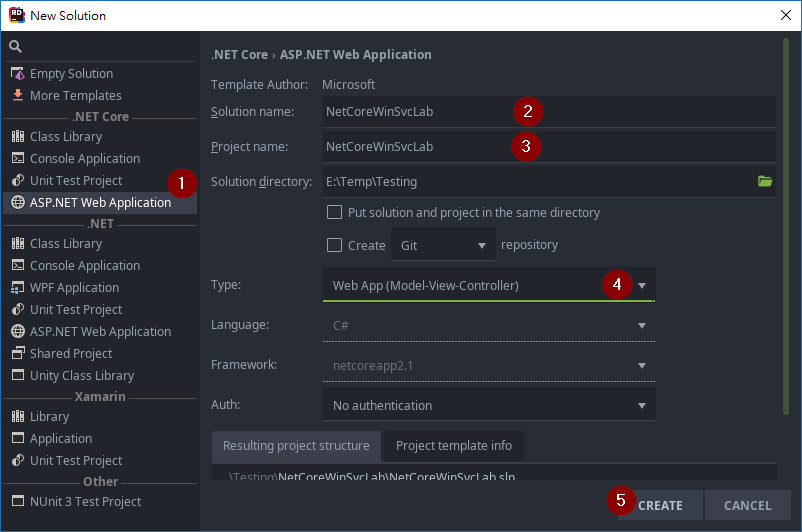 RD New Solution
Empty Solution
More Templates
.NET Core
Class Library
Console Application
Unit Test Project
1
ASP.NET Web Application
.NET
Class Library
Console Application
WPF Application
Unit Test Project
ASP.NET Web Application
Shared Project
Unity Class Library
Xamarin
Library
Application
Unit Test Project
Other
NUnit 3 Test Project
.NET Core › ASP.NET Web Application
Template Author: Microsoft
Solution name: NetCoreWinSvcLab 2
Project name: NetCoreWinSvcLab 3
Solution directory: E:\Temp\Testing
Put solution and project in the same directory
Create Git repository
Type: Web App (Model-View-Controller) 4
Language: C#
Framework: netcoreapp2.1
Auth: No authentication
Resulting project structure Project template info
..\Testing\NetCoreWinSvcLab\NetCoreWinSvcLab.sln
5 CREATE CANCEL